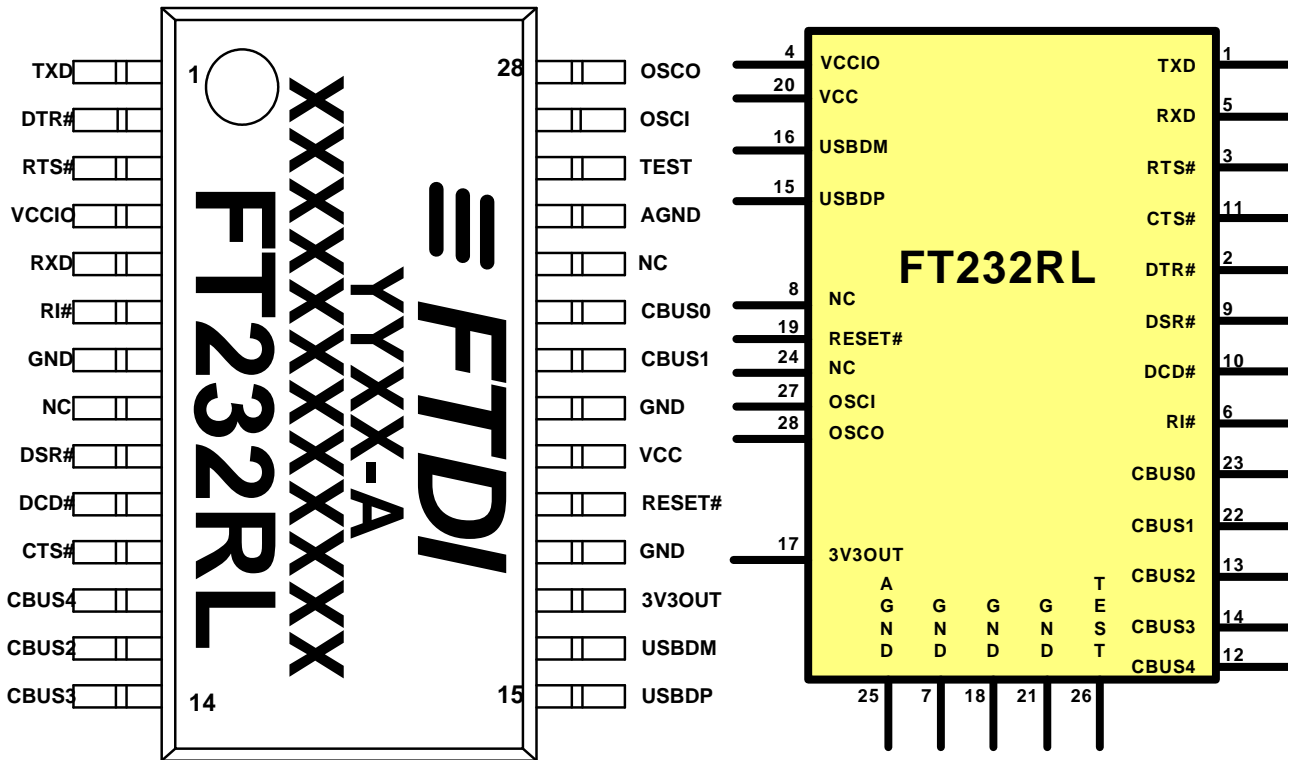 1
28
14
15
TXD
DTR#
RTS#
VCCIO
RXD
RI#
GND
NC
DSR#
DCD#
CTS#
CBUS4
CBUS2
CBUS3
OSCO
OSCI
TEST
AGND
NC
CBUS0
CBUS1
GND
VCC
RESET#
GND
3V3OUT
USBDM
USBDP
FTDI
YYXX-A
XXXXXXXXXXXX
FT232RL
FT232RL
4 VCCIO
20 VCC
16 USBDM
15 USBDP
8 NC
19 RESET#
24 NC
27 OSCI
28 OSCO
17 3V3OUT
TXD 1
RXD 5
RTS# 3
CTS# 11
DTR# 2
DSR# 9
DCD# 10
RI# 6
CBUS0 23
CBUS1 22
CBUS2 13
CBUS3 14
CBUS4 12
AGND 25
GND 7
GND 18
GND 21
TEST 26